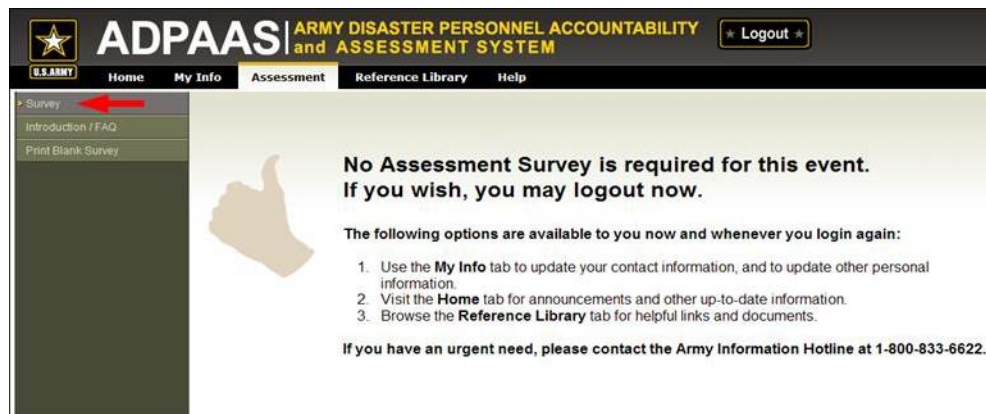 ADPAAS ARMY DISASTER PERSONNEL ACCOUNTABILITY
and ASSESSMENT SYSTEM
Logout
U.S.ARMY
Home My Info Assessment Reference Library Help
Survey
Introduction / FAQ
Print Blank Survey
No Assessment Survey is required for this event.
If you wish, you may logout now.
The following options are available to you now and whenever you login again:
1. Use the My Info tab to update your contact information, and to update other personal
information.
2. Visit the Home tab for announcements and other up-to-date information.
3. Browse the Reference Library tab for helpful links and documents.
If you have an urgent need, please contact the Army Information Hotline at 1-800-833-6622.